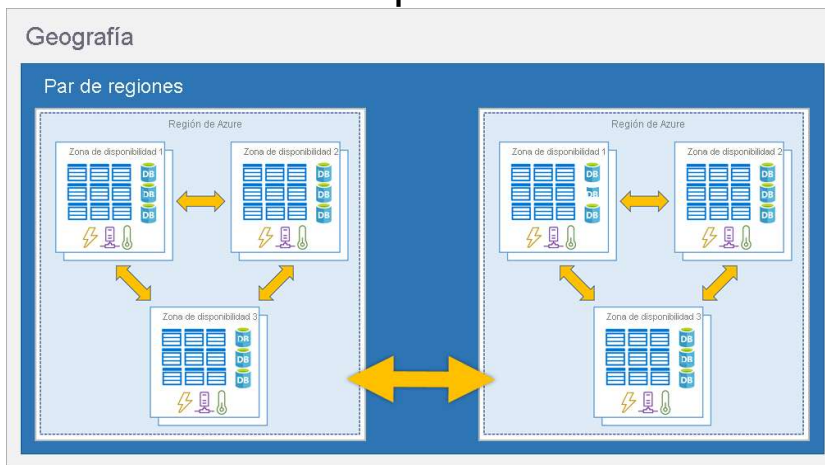 Geografía
Par de regiones
Región de Azure
Región de Azure
Zona de disponibilidad 1
Zona de disponibilidad 2
Zona de disponibilidad 1
Zona de disponibilidad 2
DB
DB
DB
DB
DB
DB
DB
DB
DB
DB
DB
DB
Zona de disponibilidad 3
Zona de disponibilidad 3
DB
DB
DB
DB
DB
DB